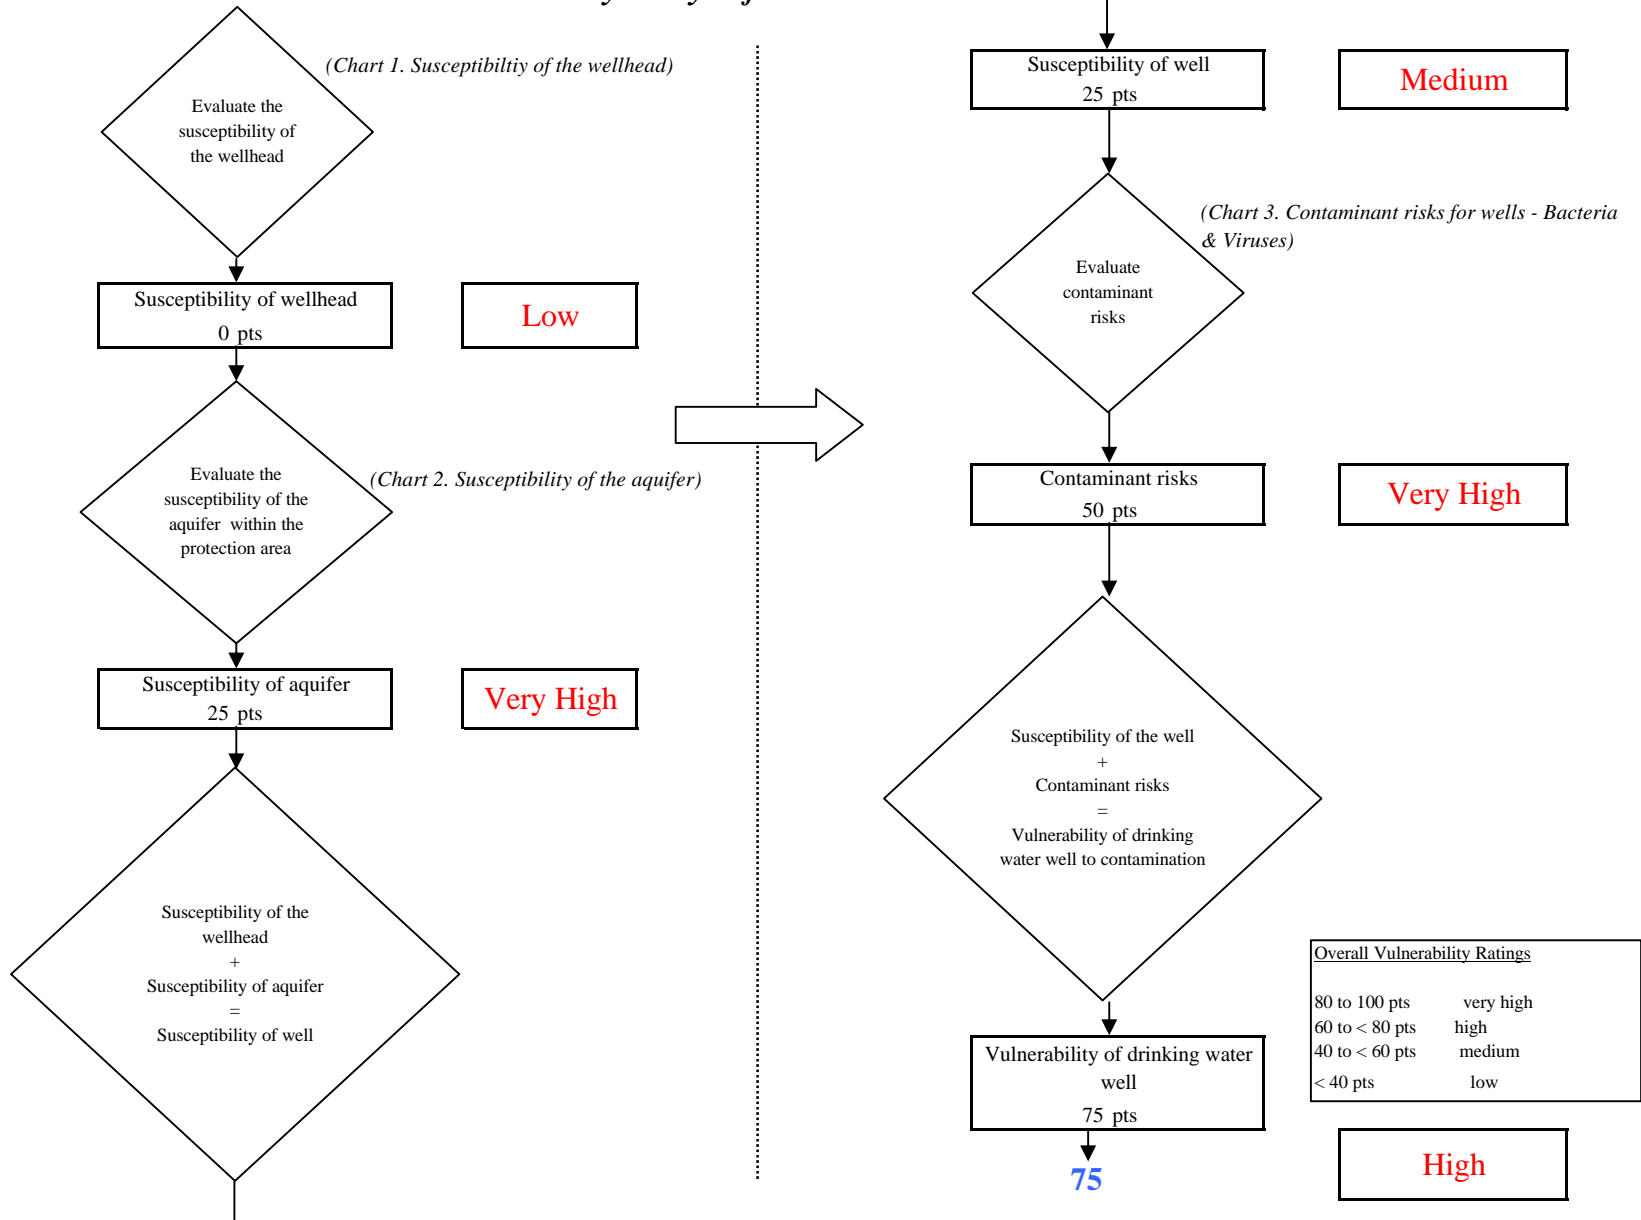 (Chart 1. Susceptibiltiy of the wellhead)
Evaluate the
susceptibility of
the wellhead
Susceptibility of wellhead
0 pts
Low
Evaluate the
susceptibility of the
aquifer within the
protection area
(Chart 2. Susceptibility of the aquifer)
Susceptibility of aquifer
25 pts
Very High
Susceptibility of the
wellhead
+
Susceptibility of aquifer
=
Susceptibility of well
Susceptibility of well
25 pts
Medium
(Chart 3. Contaminant risks for wells - Bacteria
& Viruses)
Evaluate
contaminant
risks
Contaminant risks
50 pts
Very High
Susceptibility of the well
+
Contaminant risks
=
Vulnerability of drinking
water well to contamination
Overall Vulnerability Ratings
80 to 100 pts very high
60 to < 80 pts high
40 to < 60 pts medium
< 40 pts low
Vulnerability of drinking water
well
75 pts
75
High